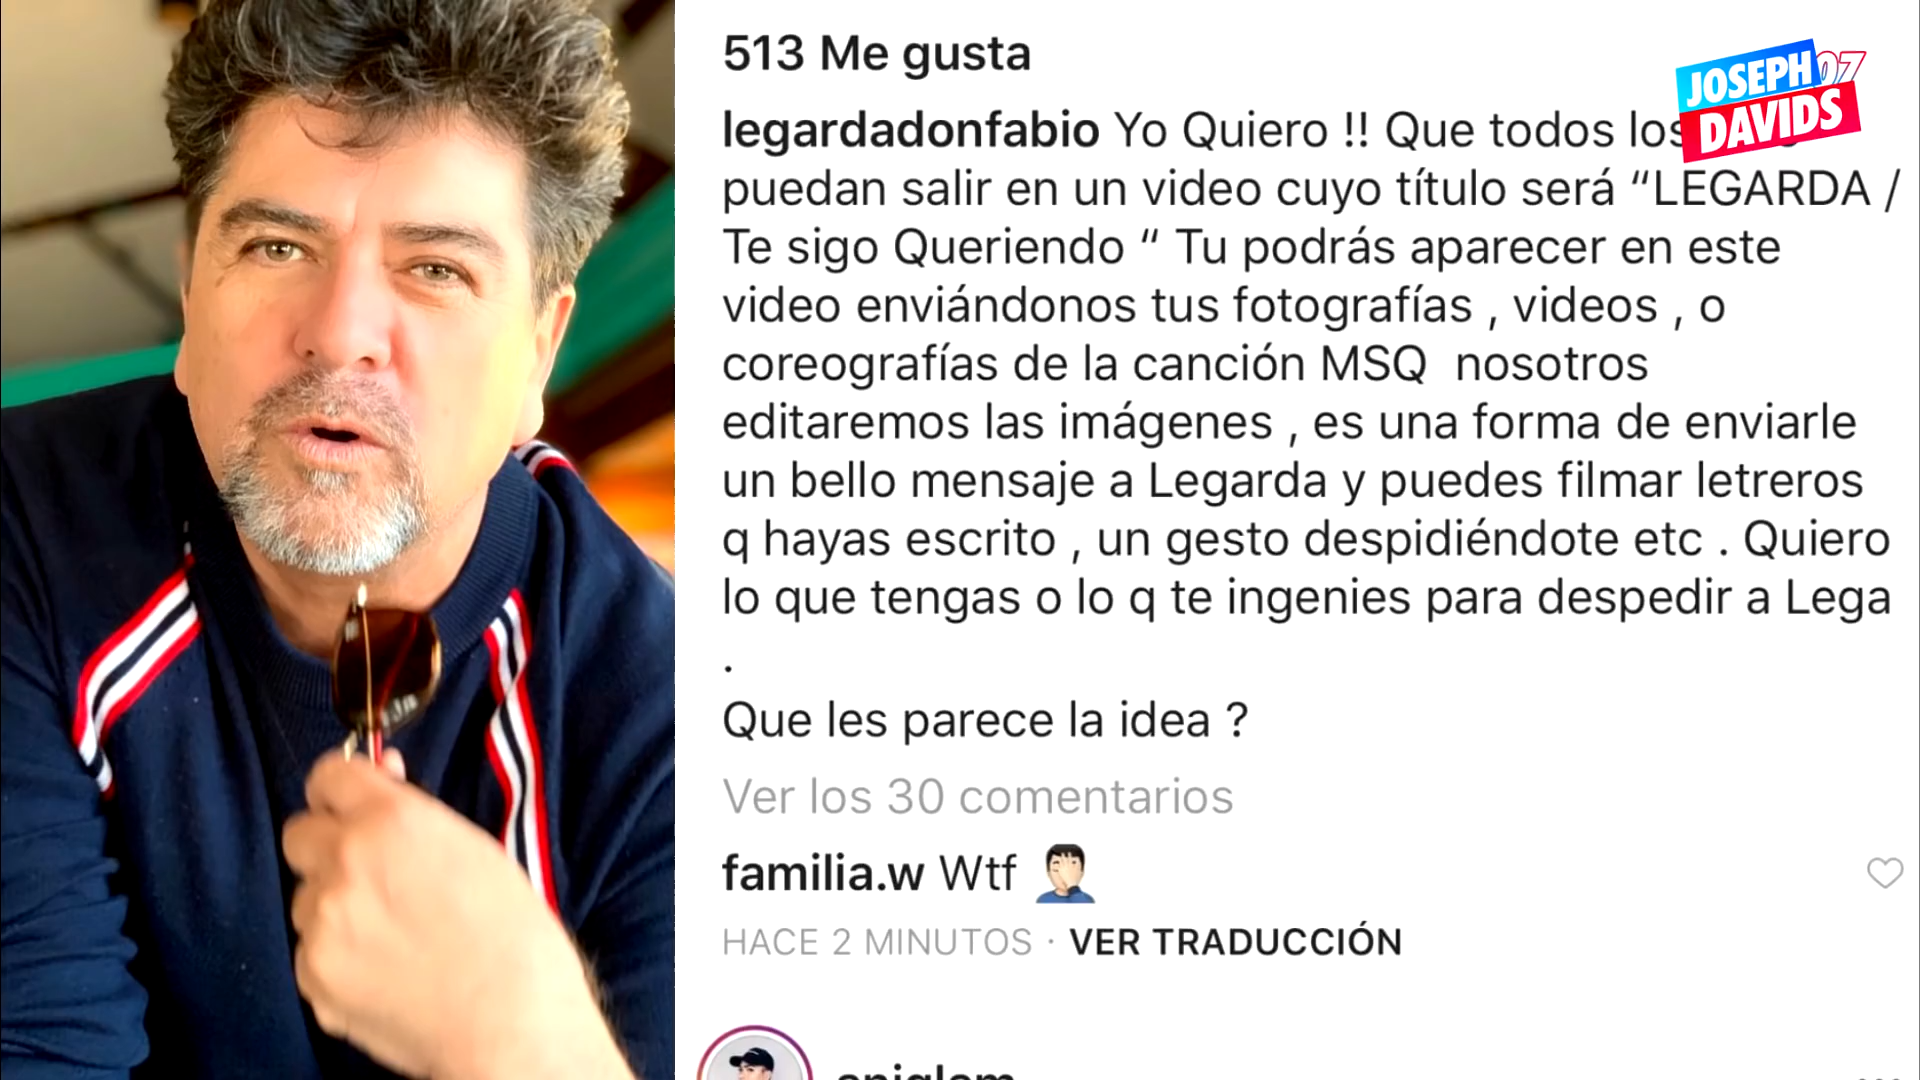 513 Me gusta
JOSEPH 07
DAVIDS
legardadonfabio Yo Quiero !! Que todos los
puedan salir en un video cuyo título será “LEGARDA /
Te sigo Queriendo “ Tu podrás aparecer en este
video enviándonos tus fotografías , videos , o
coreografías de la canción MSQ nosotros
editaremos las imágenes , es una forma de enviarle
un bello mensaje a Legarda y puedes filmar letreros
q hayas escrito , un gesto despidiéndote etc . Quiero
lo que tengas o lo q te ingenies para despedir a Lega
.
Que les parece la idea ?
Ver los 30 comentarios
familia.w Wtf 🤦🏻‍♂️
HACE 2 MINUTOS · VER TRADUCCIÓN